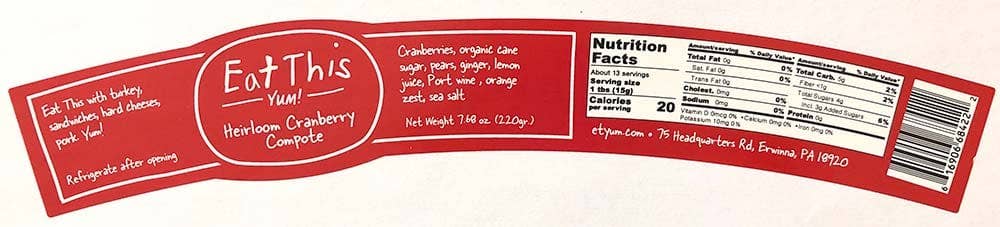 Eat This with turkey,
sandwiches, hard cheeses,
pork. Yum!
Refrigerate after opening
Eat This
YUM!
Heirloom Cranberry
Compote
Cranberries, organic cane
sugar, pears, ginger, lemon
juice, Port wine , orange
zest, sea salt
Net Weight 7.68 oz (220gr.)
Nutrition
Facts
About 13 servings
Serving size
1 tbs (15g)
Calories
per serving 20
Amount/serving % Daily Value*
Total Fat 0g 0%
Sat. Fat 0g 0%
Trans Fat 0g
Cholest. 0mg 0%
Sodium 0mg 0%
Amount/serving % Daily Value*
Total Carb. 5g 2%
Fiber <1g 2%
Total Sugars 4g
Incl. 3g Added Sugars 6%
Protein 0g
Vitamin D 0mcg 0% • Calcium 0mg 0% • Iron 0mg 0%
Potassium 10mg 0%
etyum.com • 75 Headquarters Rd, Erwinna, PA 18920
6 16906 68422 2